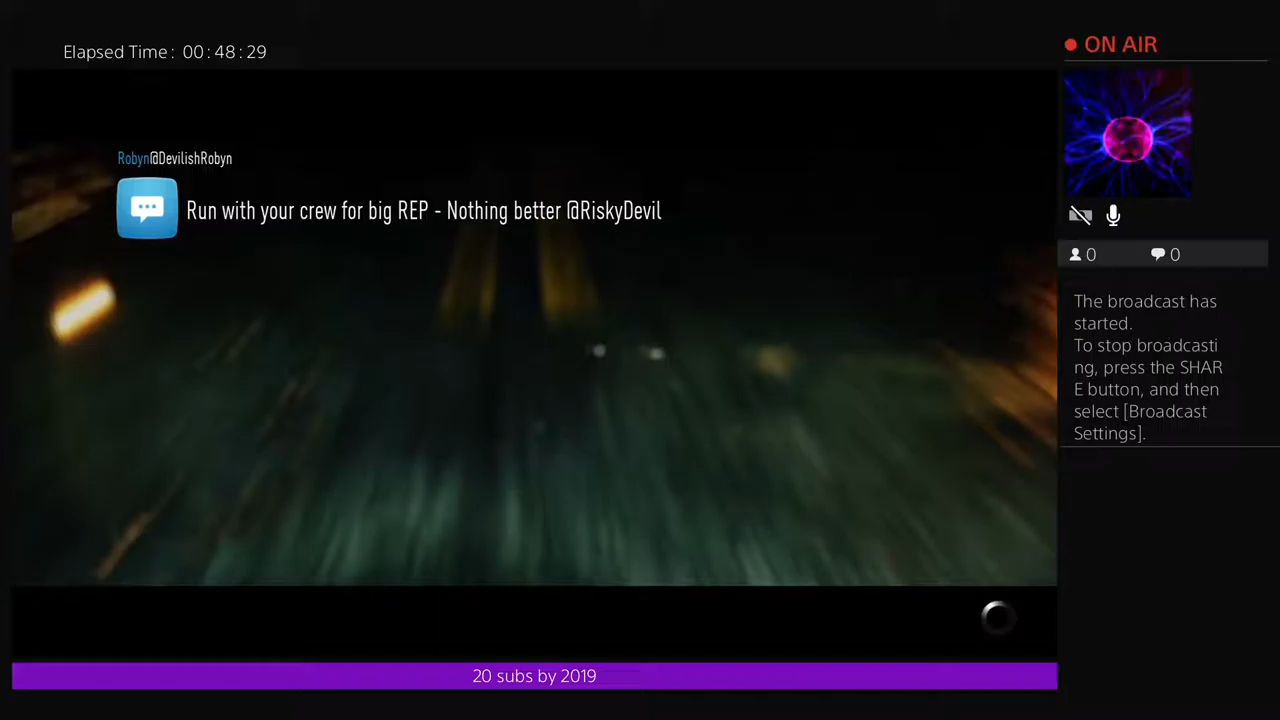 Elapsed Time: 00:48:29
ON AIR
Robyn@DevilishRobyn
Run with your crew for big REP - Nothing better @RiskyDevil
0 0
The broadcast has
started.
To stop broadcasti
ng, press the SHAR
E button, and then
select [Broadcast
Settings].
20 subs by 2019